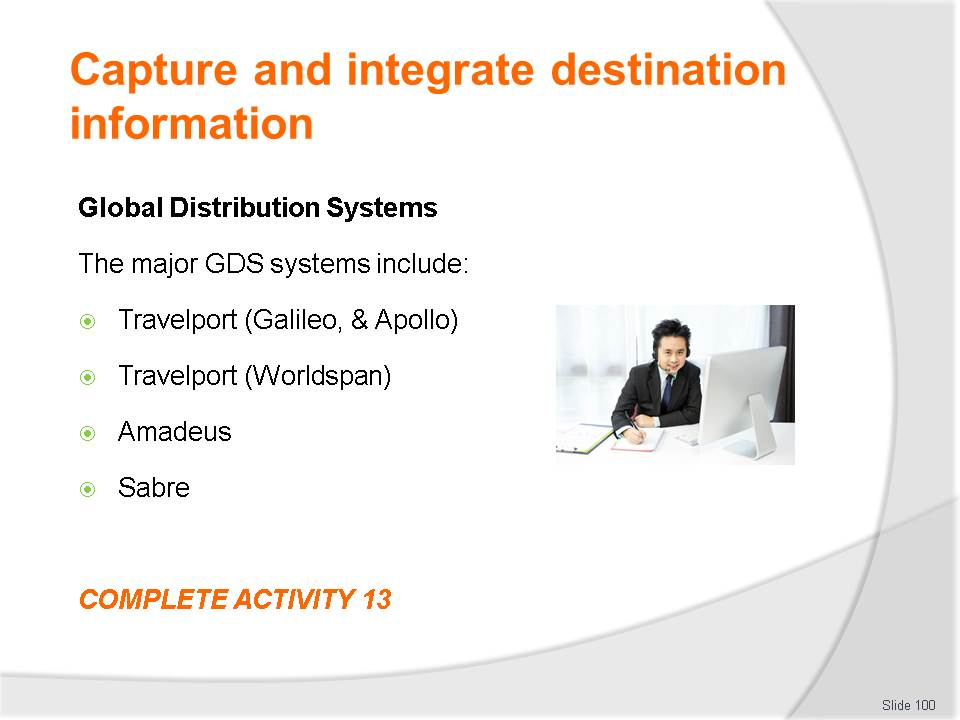 Capture and integrate destination
information
Global Distribution Systems
The major GDS systems include:
Travelport (Galileo, & Apollo)
Travelport (Worldspan)
Amadeus
Sabre
COMPLETE ACTIVITY 13
Slide 100